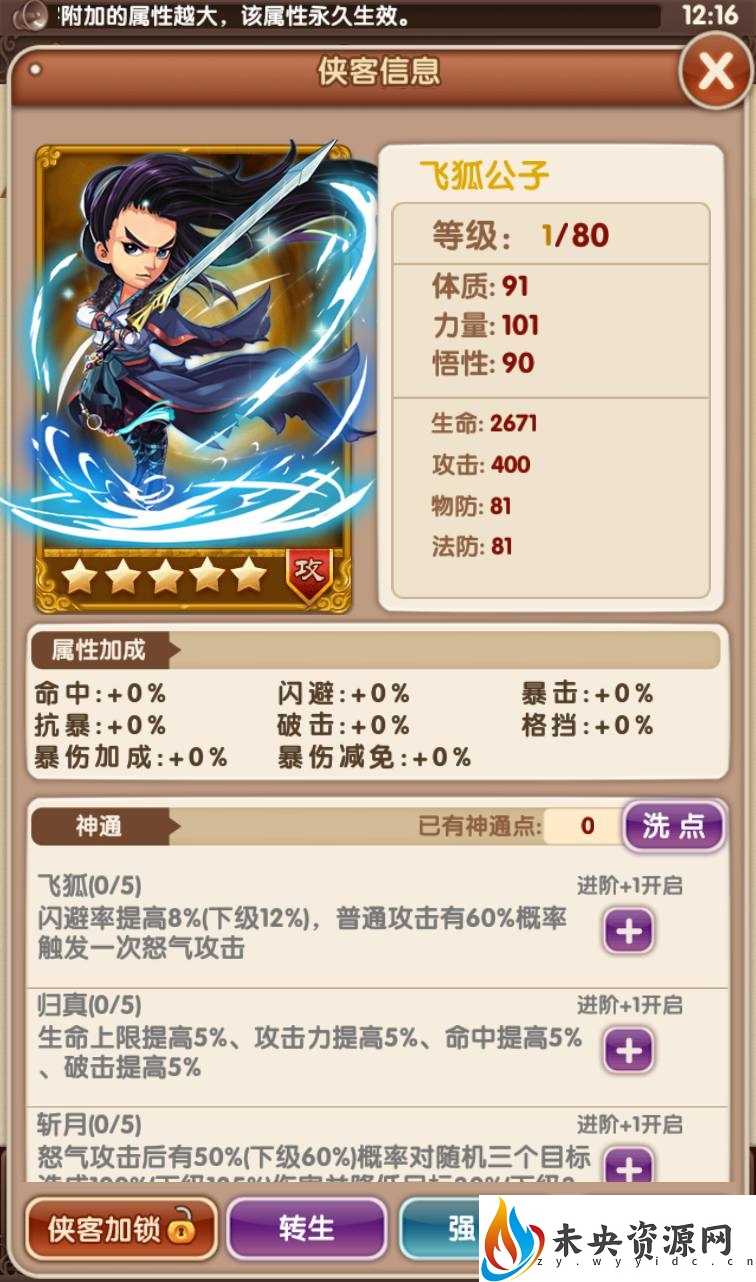 附加的属性越大，该属性永久生效。 12:16
侠客信息
飞狐公子
等级： 1/80
体质: 91
力量: 101
悟性: 90
生命: 2671
攻击: 400
物防: 81
法防: 81
攻
属性加成
命中:+0% 闪避:+0% 暴击:+0%
抗暴:+0% 破击:+0% 格挡:+0%
暴伤加成:+0% 暴伤减免:+0%
神通 已有神通点: 0 洗点
飞狐(0/5) 进阶+1开启
闪避率提高8%(下级12%)，普通攻击有60%概率
触发一次怒气攻击
归真(0/5) 进阶+1开启
生命上限提高5%、攻击力提高5%、命中提高5%
、破击提高5%
斩月(0/5) 进阶+1开启
怒气攻击后有50%(下级60%)概率对随机三个目标
侠客加锁 转生 强
未央资源网
zy.wyyidc.cn